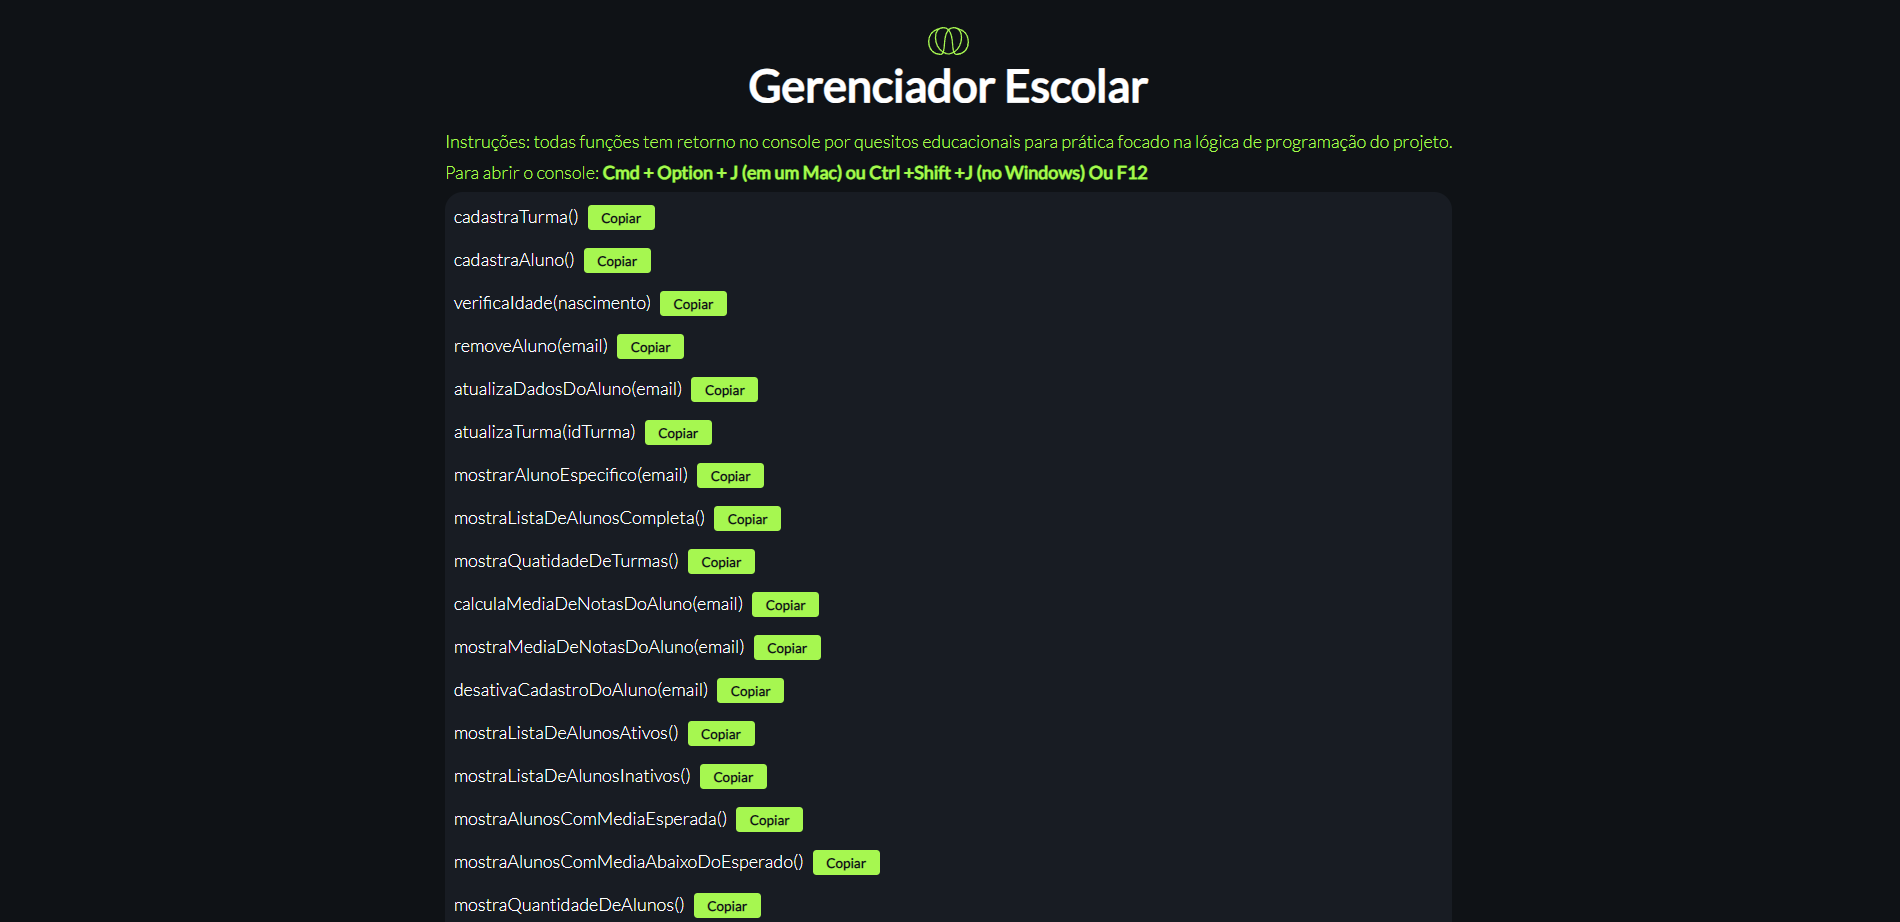 Gerenciador Escolar
Instruções: todas funções tem retorno no console por quesitos educacionais para prática focado na lógica de programação do projeto.
Para abrir o console: Cmd + Option + J (em um Mac) ou Ctrl +Shift +J (no Windows) Ou F12
cadastraTurma() Copiar
cadastraAluno() Copiar
verificaIdade(nascimento) Copiar
removeAluno(email) Copiar
atualizaDadosDoAluno(email) Copiar
atualizaTurma(idTurma) Copiar
mostrarAlunoEspecifico(email) Copiar
mostraListaDeAlunosCompleta() Copiar
mostraQuatidadeDeTurmas() Copiar
calculaMediaDeNotasDoAluno(email) Copiar
mostraMediaDeNotasDoAluno(email) Copiar
desativaCadastroDoAluno(email) Copiar
mostraListaDeAlunosAtivos() Copiar
mostraListaDeAlunosInativos() Copiar
mostraAlunosComMediaEsperada() Copiar
mostraAlunosComMediaAbaixoDoEsperado() Copiar
mostraQuantidadeDeAlunos() Copiar